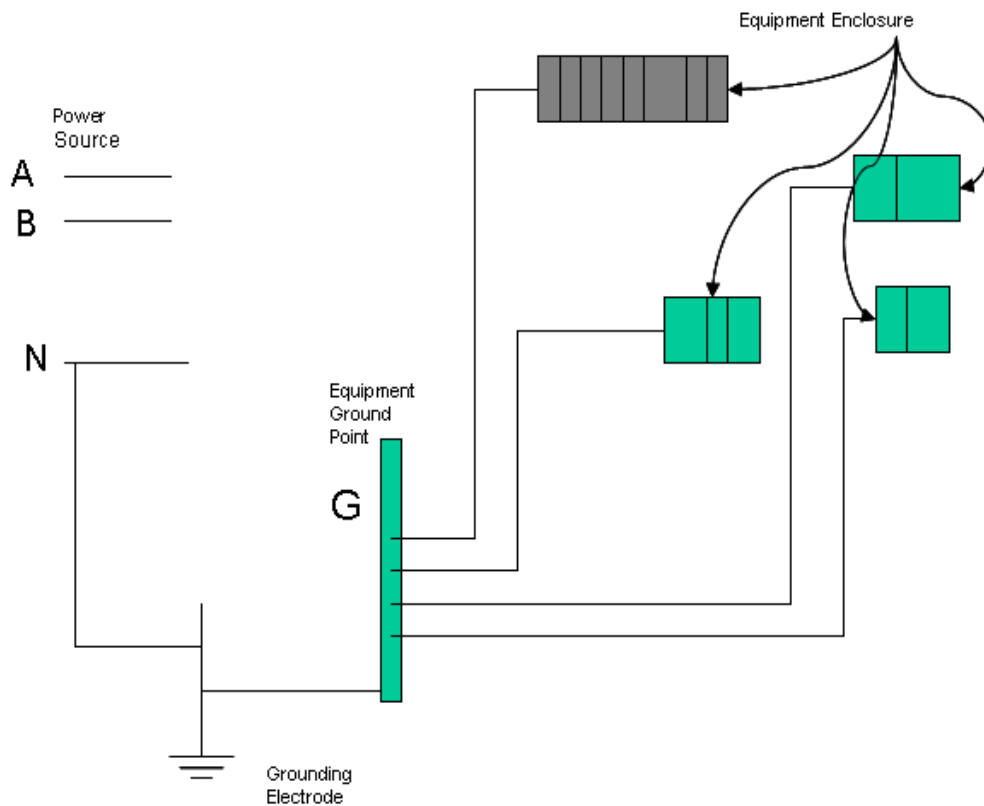 Equipment Enclosure
Power
Source
A
B
N
Equipment
Ground
Point
G
Grounding
Electrode